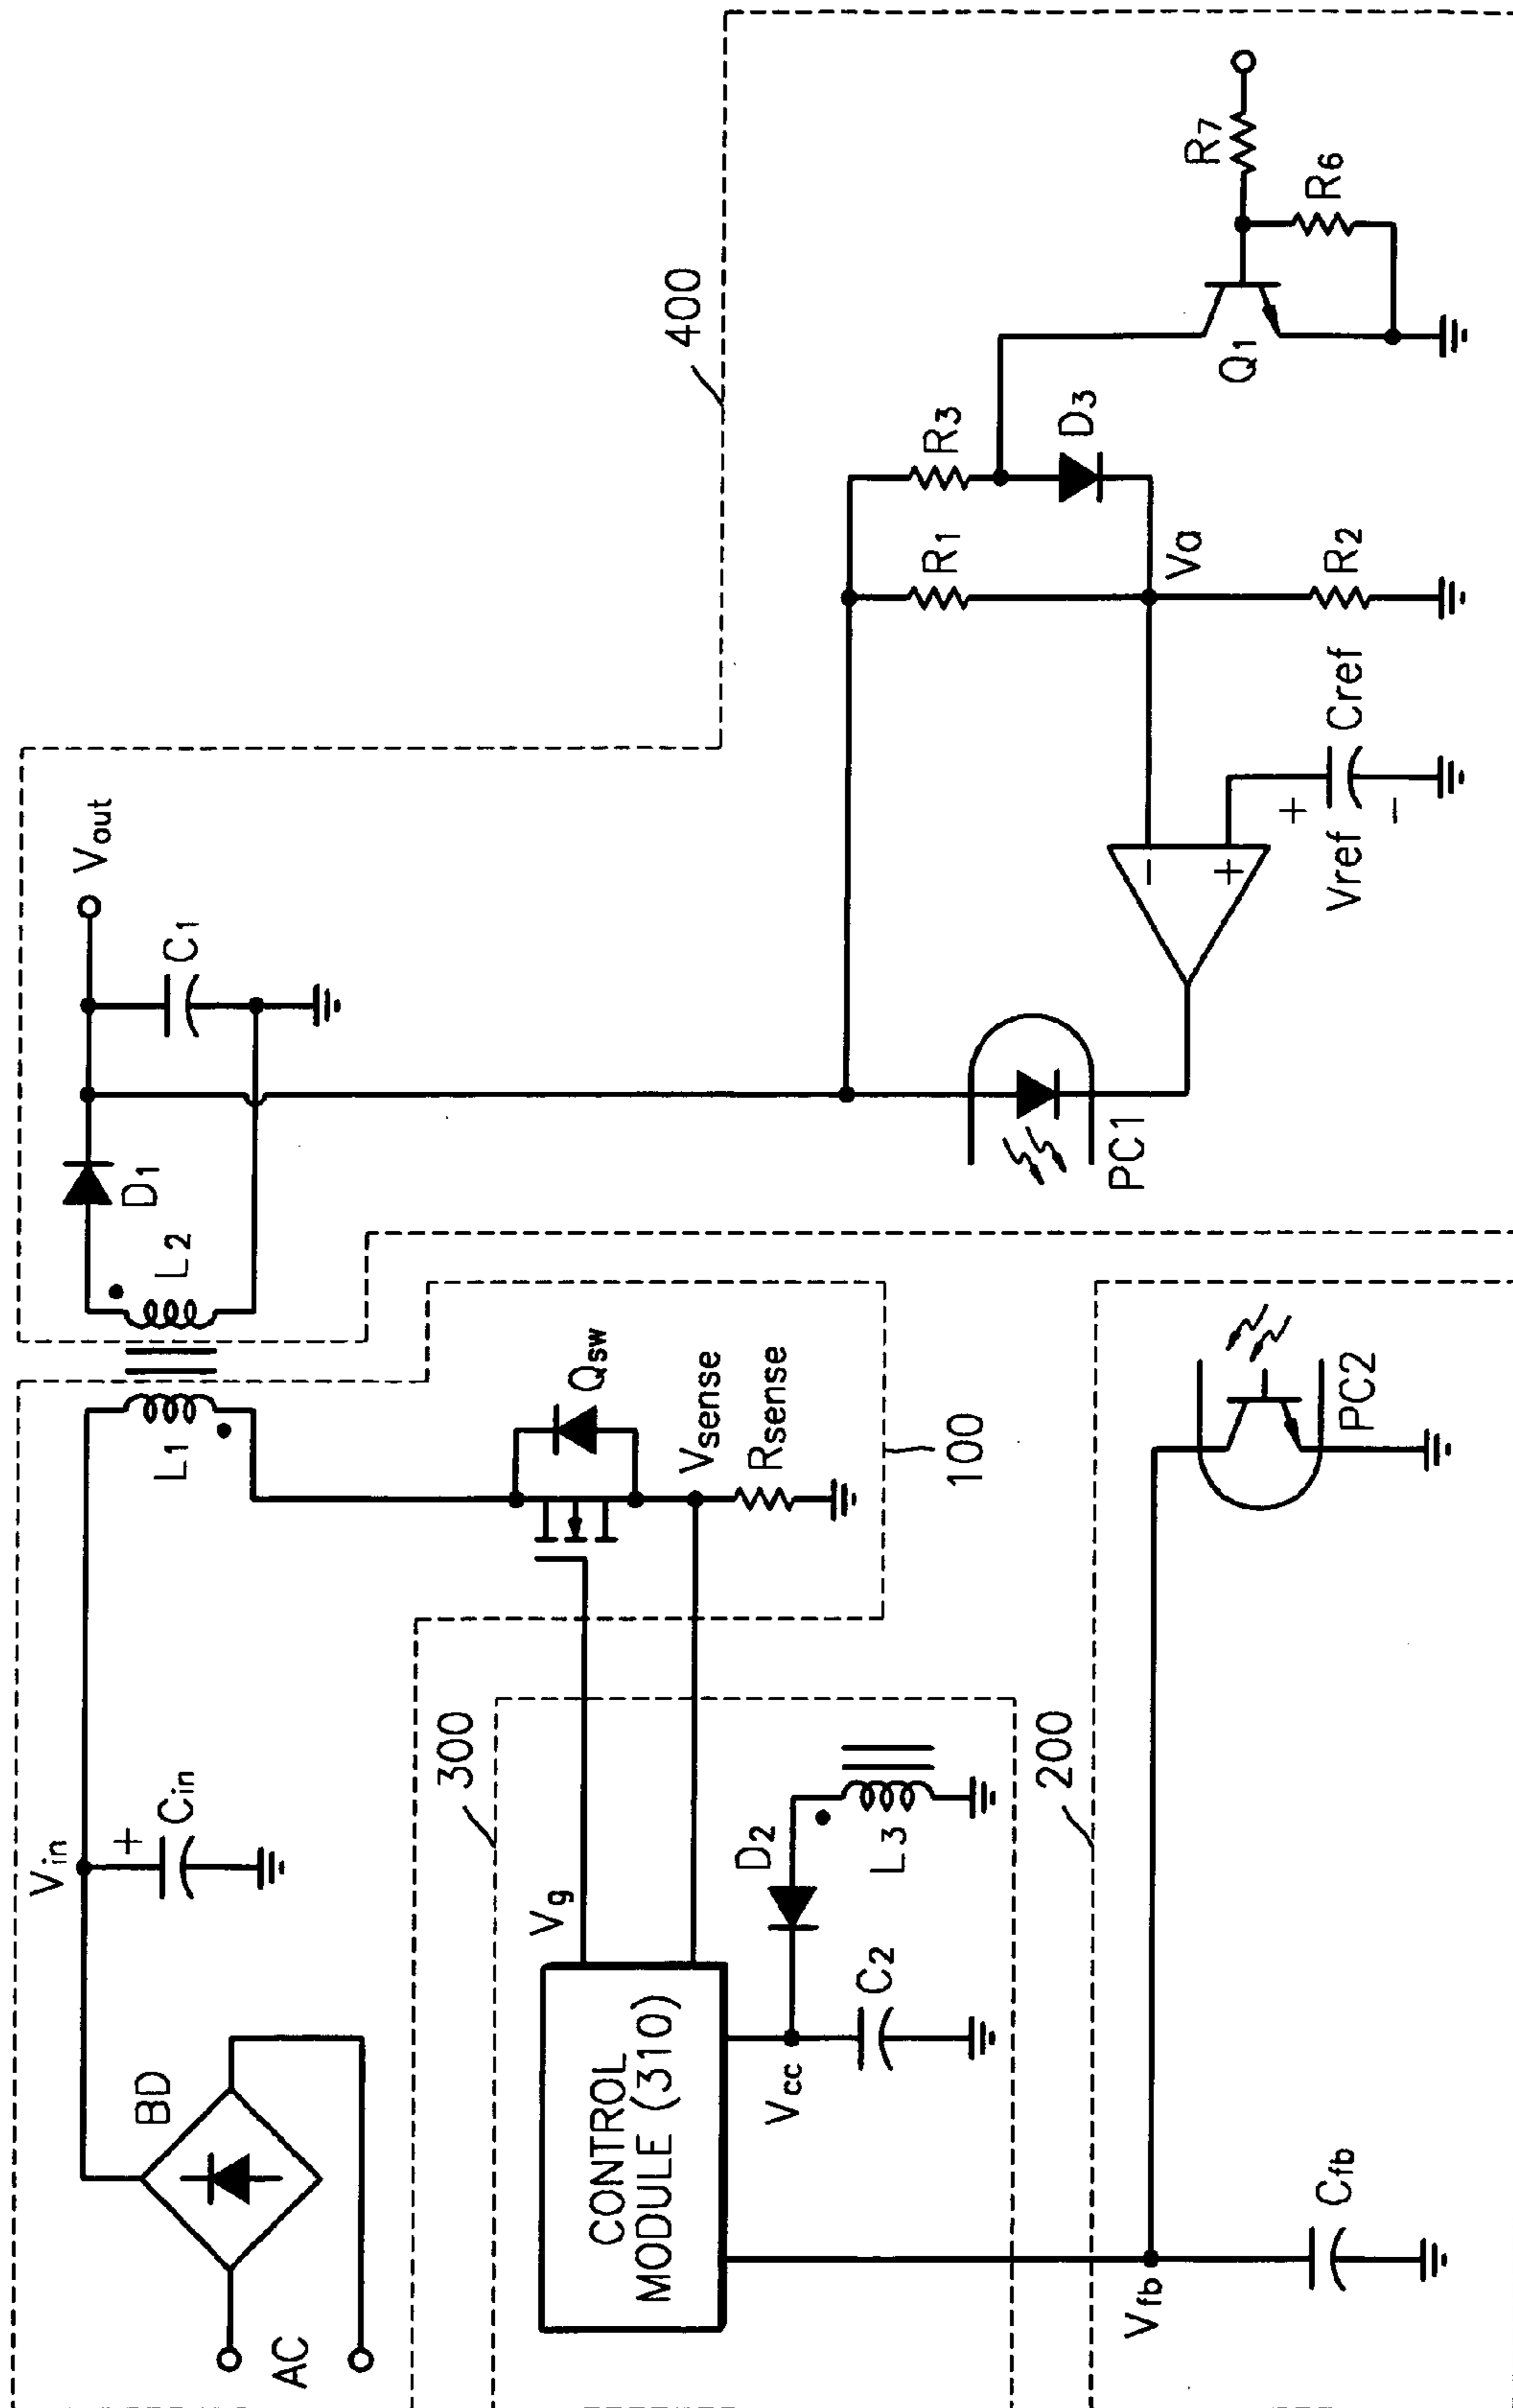 AC
BD
Vin
+
Cin
L1
L2
D1
C1
Vout
400
Qsw
Vsense
Rsense
100
300
Vg
CONTROL
MODULE (310)
Vcc
C2
D2
L3
200
Vfb
Cfb
PC2
PC1
-
+
Vref
+
-
Cref
R1
R3
D3
Va
R2
Q1
R7
R6